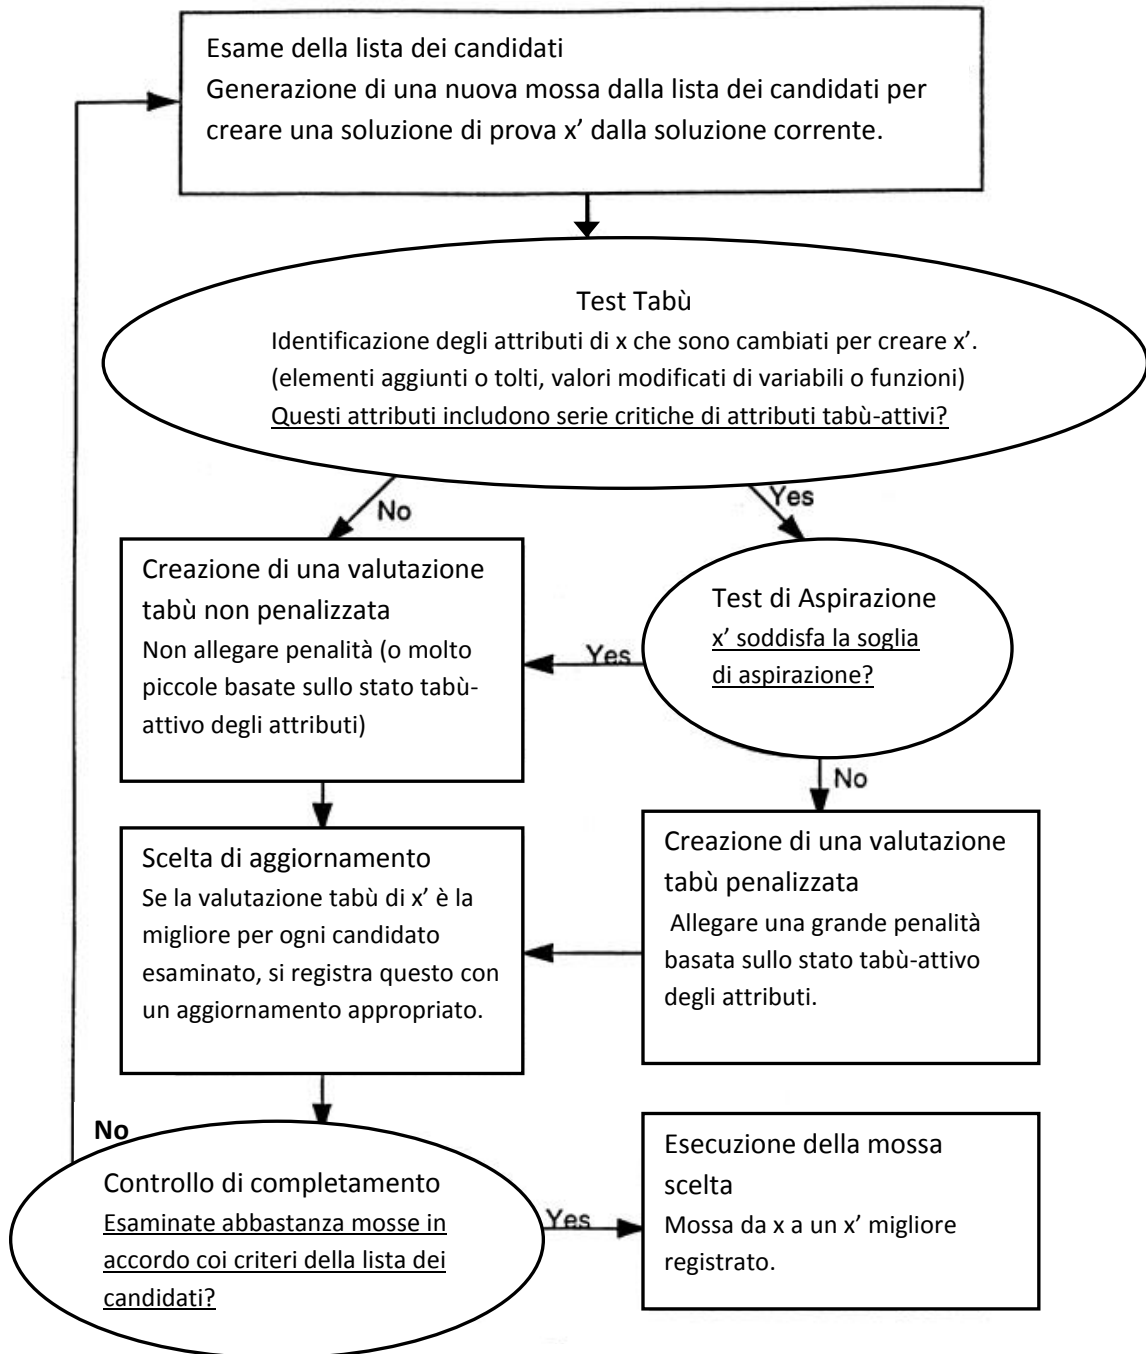 Esame della lista dei candidati
Generazione di una nuova mossa dalla lista dei candidati per
creare una soluzione di prova x’ dalla soluzione corrente.
Test Tabù
Identificazione degli attributi di x che sono cambiati per creare x’.
(elementi aggiunti o tolti, valori modificati di variabili o funzioni)
Questi attributi includono serie critiche di attributi tabù-attivi?
No
Yes
Creazione di una valutazione
tabù non penalizzata
Non allegare penalità (o molto
piccole basate sullo stato tabù-
attivo degli attributi)
Yes
Test di Aspirazione
x’ soddisfa la soglia
di aspirazione?
No
Scelta di aggiornamento
Se la valutazione tabù di x’ è la
migliore per ogni candidato
esaminato, si registra questo con
un aggiornamento appropriato.
Creazione di una valutazione
tabù penalizzata
Allegare una grande penalità
basata sullo stato tabù-attivo
degli attributi.
No
Controllo di completamento
Esaminate abbastanza mosse in
accordo coi criteri della lista dei
candidati?
Yes
Esecuzione della mossa
scelta
Mossa da x a un x’ migliore
registrato.